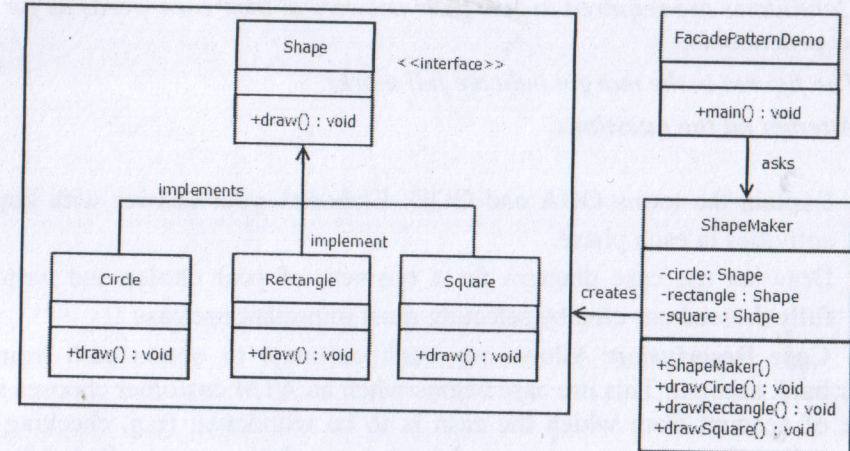 Shape
<<interface>>
+draw() : void
implements
implement
Circle
+draw() : void
Rectangle
+draw() : void
Square
+draw() : void
FacadePatternDemo
+main() : void
asks
ShapeMaker
-circle: Shape
-rectangle : Shape
-square : Shape
creates
+ShapeMaker()
+drawCircle() : void
+drawRectangle() : void
+drawSquare() : void